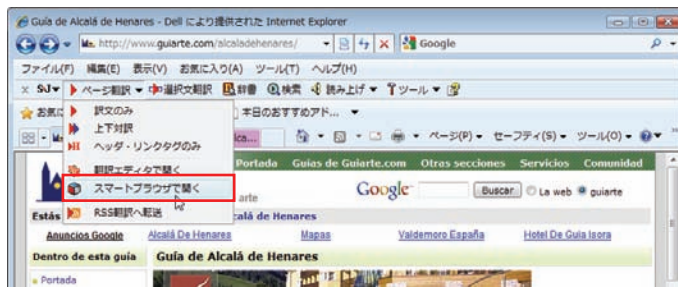 Guía de Alcalá de Henares - Dell により提供された Internet Explorer
http://www.guiarte.com/alcaladehenares/
Google
ファイル(F) 編集(E) 表示(V) お気に入り(A) ツール(T) ヘルプ(H)
× SJ ページ翻訳 中 選択文翻訳 辞書 検索 読み上げ ツール
お気に 本日のおすすめアド...
訳文のみ
上下対訳
ページ(P) セーフティ(S) ツール(O)
ヘッダ・リンクタグのみ
翻訳エディタで開く
Portada Guías de Guiarte.com Otras secciones Servicios Comunidad
スマートブラウザで開く
arte Google Buscar La web guiarte
RSS翻訳へ転送
Estás calá de Henares
Anuncios Google Alcalá De Henares Mapas Valdemoro España Hotel De Guia Isora
Dentro de esta guía Guía de Alcalá de Henares
Portada